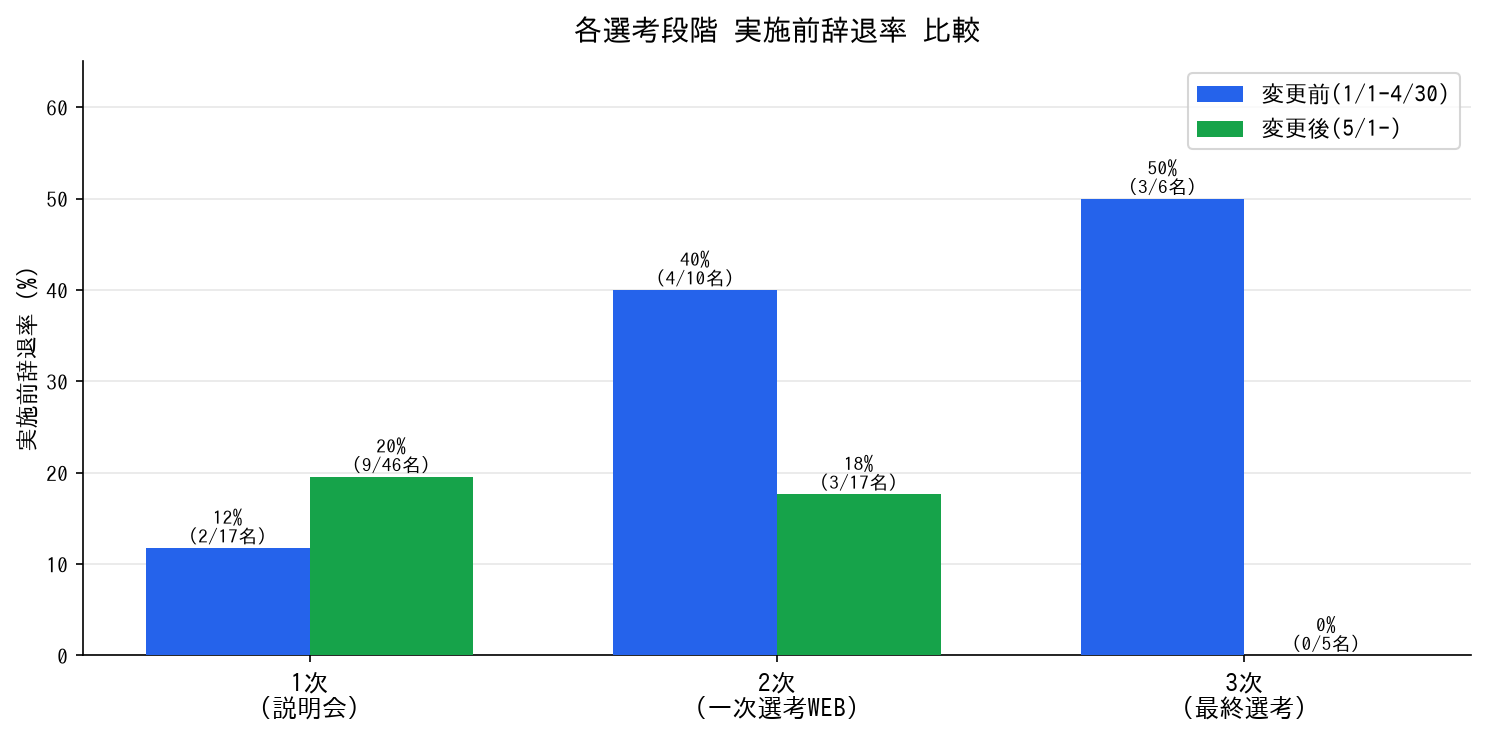 各選考段階 実施前辞退率 比較
変更前(1/1-4/30)
変更後(5/1-)
実施前辞退率 (%)
60
50
40
30
20
10
0
12%
(2/17名)
20%
(9/46名)
40%
(4/10名)
18%
(3/17名)
50%
(3/6名)
0%
(0/5名)
1次
(説明会)
2次
(一次選考WEB)
3次
(最終選考)